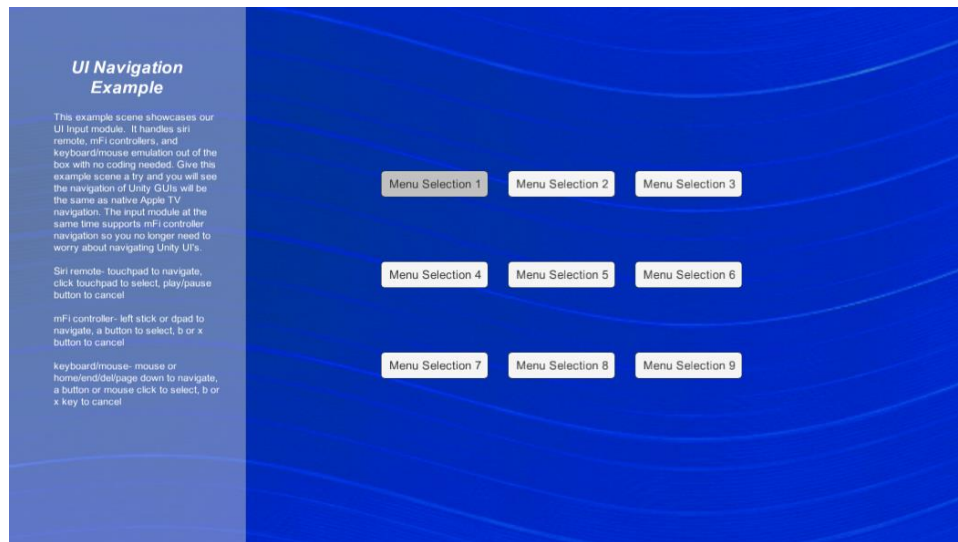 UI Navigation
Example
This example scene showcases our
UI Input module. It handles siri
remote, mFi controllers, and
keyboard/mouse emulation out of the
box with no coding needed. Give this
example scene a try and you will see
the navigation of Unity GUIs will be
the same as native Apple TV
navigation. The input module at the
same time supports mFi controller
navigation so you no longer need to
worry about navigating Unity UI's.
Siri remote- touchpad to navigate,
click touchpad to select, play/pause
button to cancel
mFi controller- left stick or dpad to
navigate, a button to select, b or x
button to cancel
keyboard/mouse- mouse or
home/end/del/page down to navigate,
a button or mouse click to select, b or
x key to cancel
Menu Selection 1
Menu Selection 2
Menu Selection 3
Menu Selection 4
Menu Selection 5
Menu Selection 6
Menu Selection 7
Menu Selection 8
Menu Selection 9